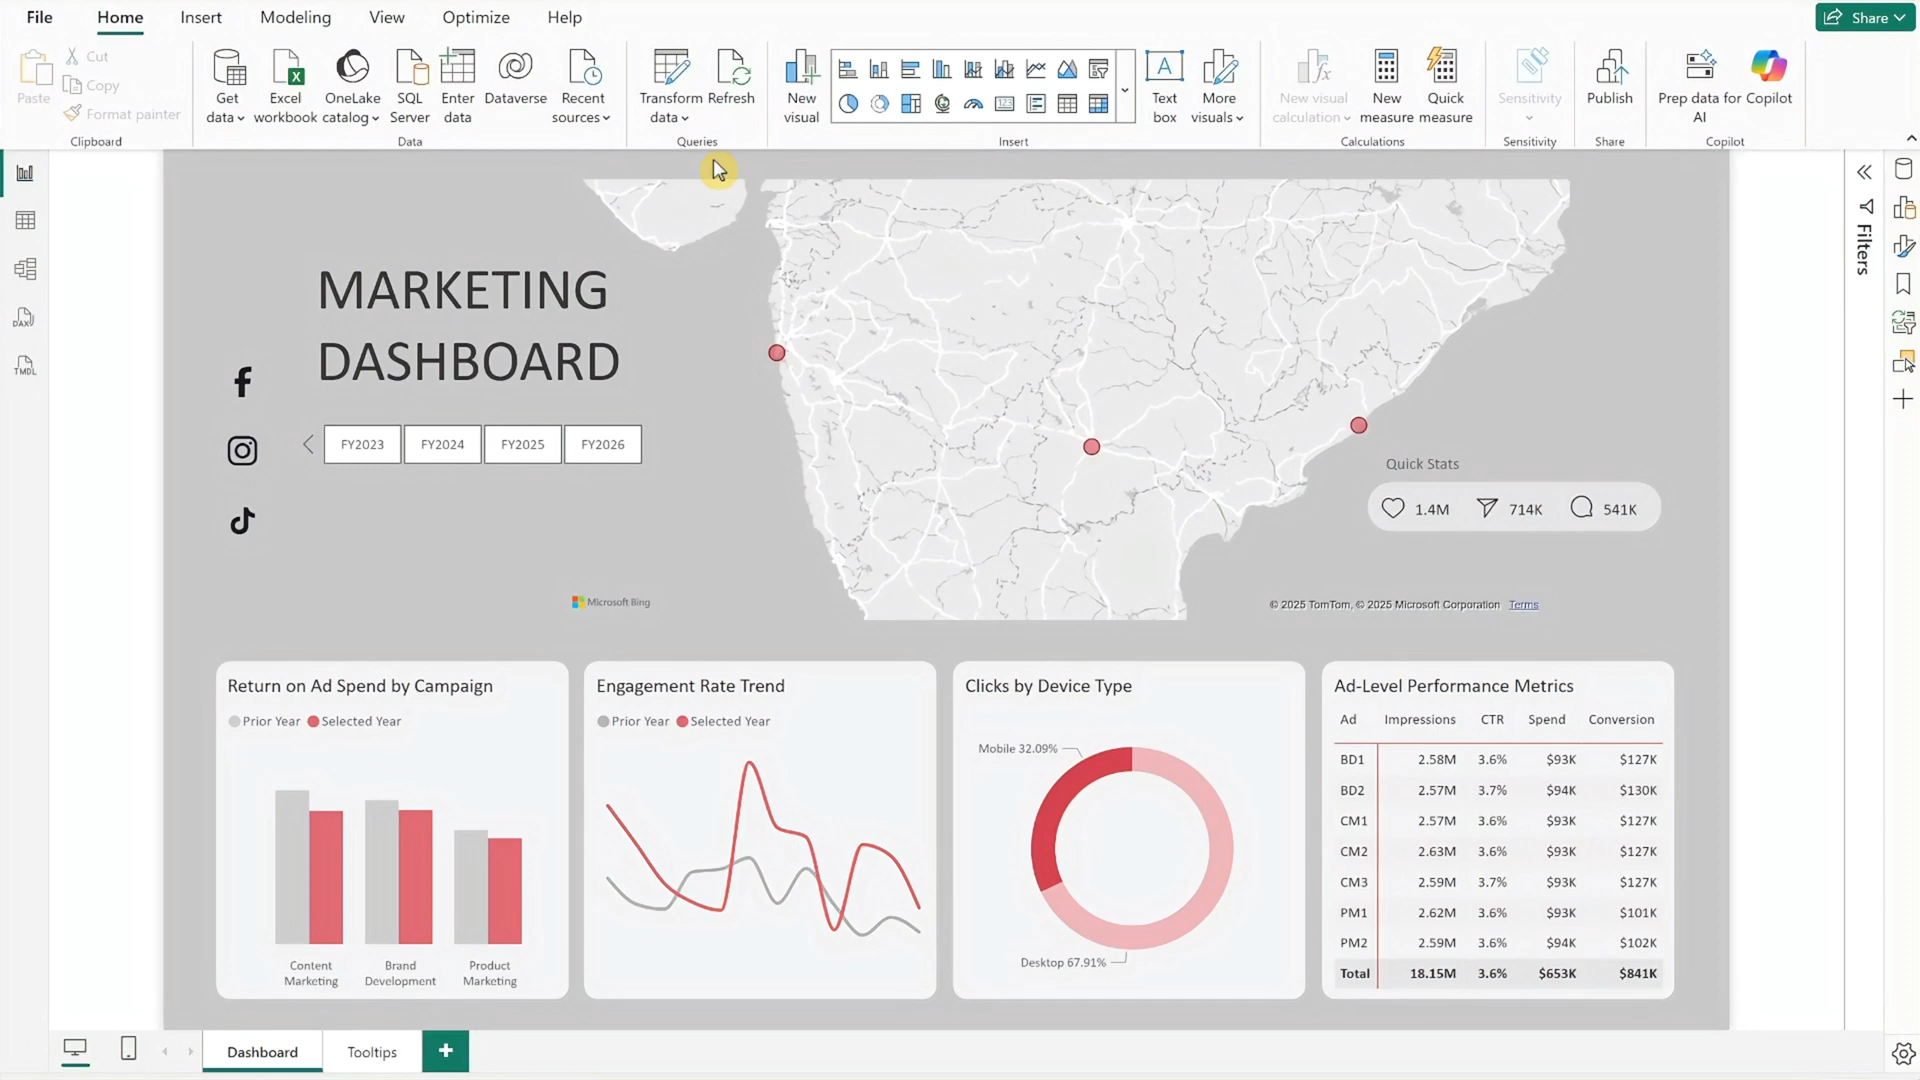 File Home Insert Modeling View Optimize Help Share
Paste Cut
Copy
Format painter
Clipboard
Get data Excel workbook OneLake catalog SQL Server Enter data Dataverse Recent sources
Data
Transform data Refresh
Queries
New visual Text box More visuals
Insert
New visual calculation New measure Quick measure
Calculations
Sensitivity
Sensitivity
Publish
Share
Prep data for AI Copilot
Copilot
DAX
TMDL
Filters
MARKETING
DASHBOARD
FY2023 FY2024 FY2025 FY2026
Quick Stats
1.4M 714K 541K
Microsoft Bing
© 2025 TomTom, © 2025 Microsoft Corporation Terms
Return on Ad Spend by Campaign
Prior Year Selected Year
Content Marketing
Brand Development
Product Marketing
Engagement Rate Trend
Prior Year Selected Year
Clicks by Device Type
Mobile 32.09%
Desktop 67.91%
Ad-Level Performance Metrics
Ad Impressions CTR Spend Conversion
BD1 2.58M 3.6% $93K $127K
BD2 2.57M 3.7% $94K $130K
CM1 2.57M 3.6% $93K $127K
CM2 2.63M 3.6% $93K $127K
CM3 2.59M 3.7% $93K $127K
PM1 2.62M 3.6% $93K $101K
PM2 2.59M 3.6% $94K $102K
Total 18.15M 3.6% $653K $841K
Dashboard Tooltips